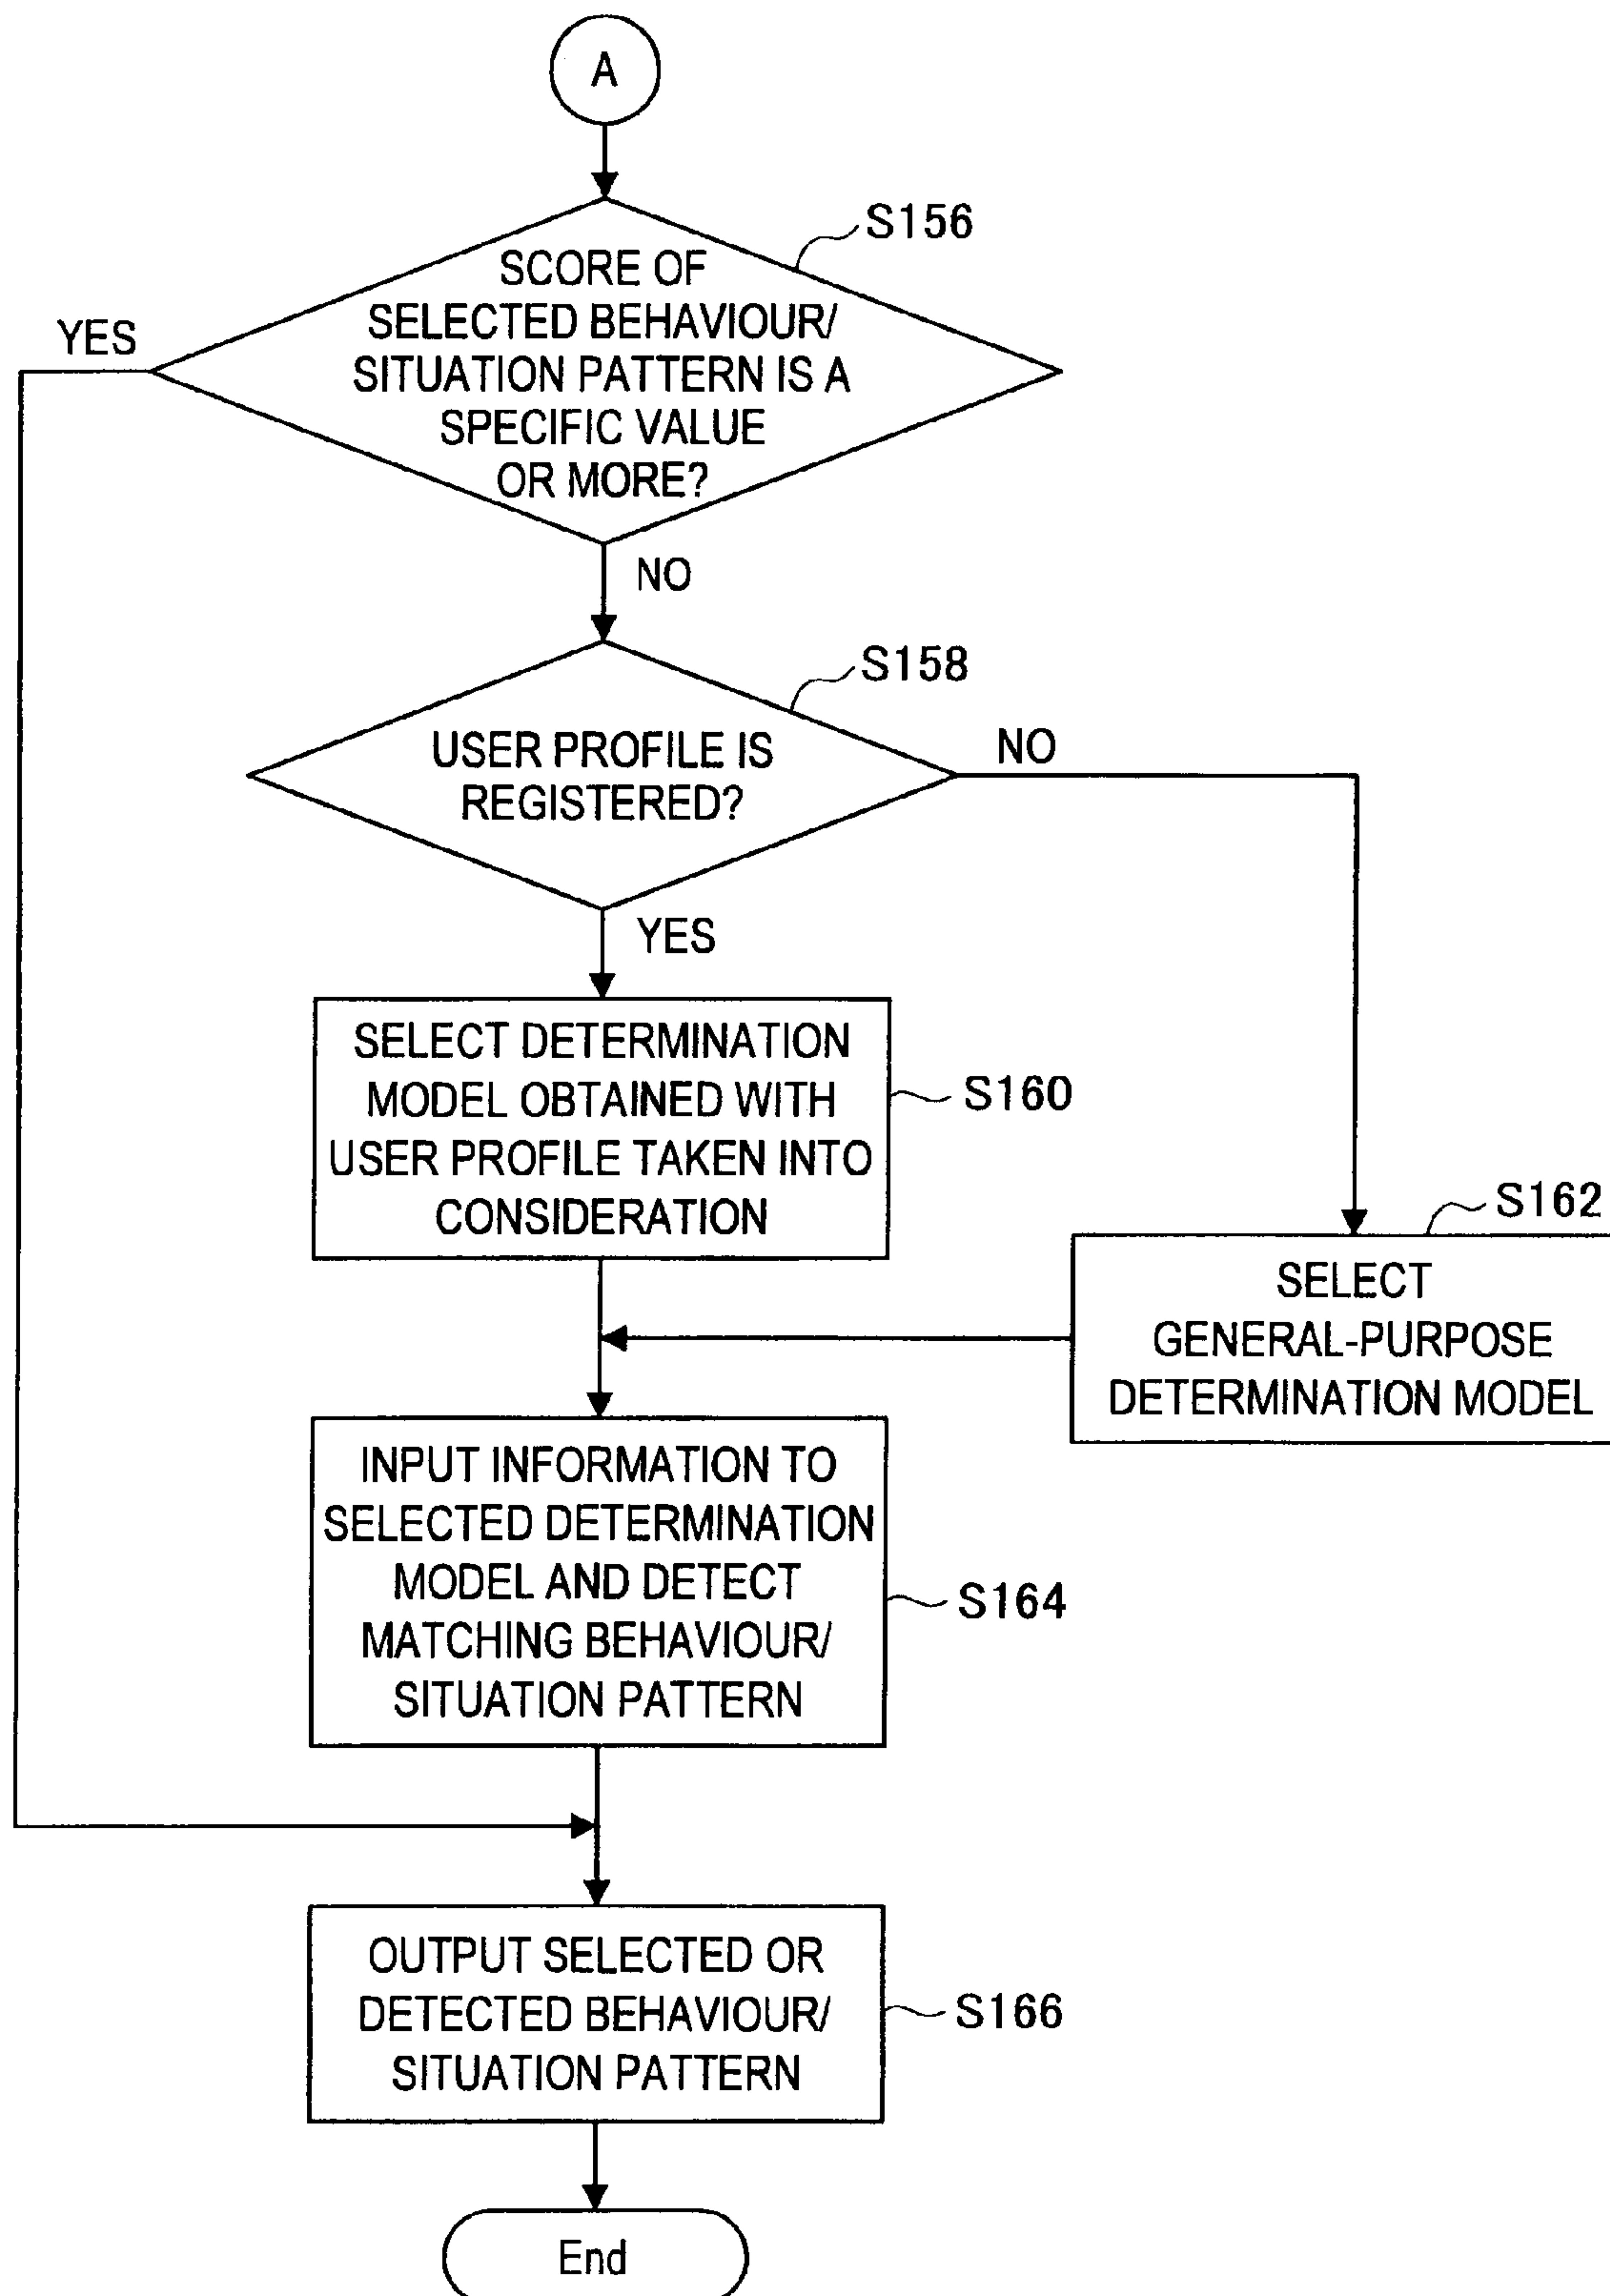 A
S156
SCORE OF
SELECTED BEHAVIOUR/
SITUATION PATTERN IS A
SPECIFIC VALUE
OR MORE?
YES
NO
S158
USER PROFILE IS
REGISTERED?
NO
YES
SELECT DETERMINATION
MODEL OBTAINED WITH
USER PROFILE TAKEN INTO
CONSIDERATION
S160
S162
SELECT
GENERAL-PURPOSE
DETERMINATION MODEL
INPUT INFORMATION TO
SELECTED DETERMINATION
MODEL AND DETECT
MATCHING BEHAVIOUR/
SITUATION PATTERN
S164
OUTPUT SELECTED OR
DETECTED BEHAVIOUR/
SITUATION PATTERN
S166
End